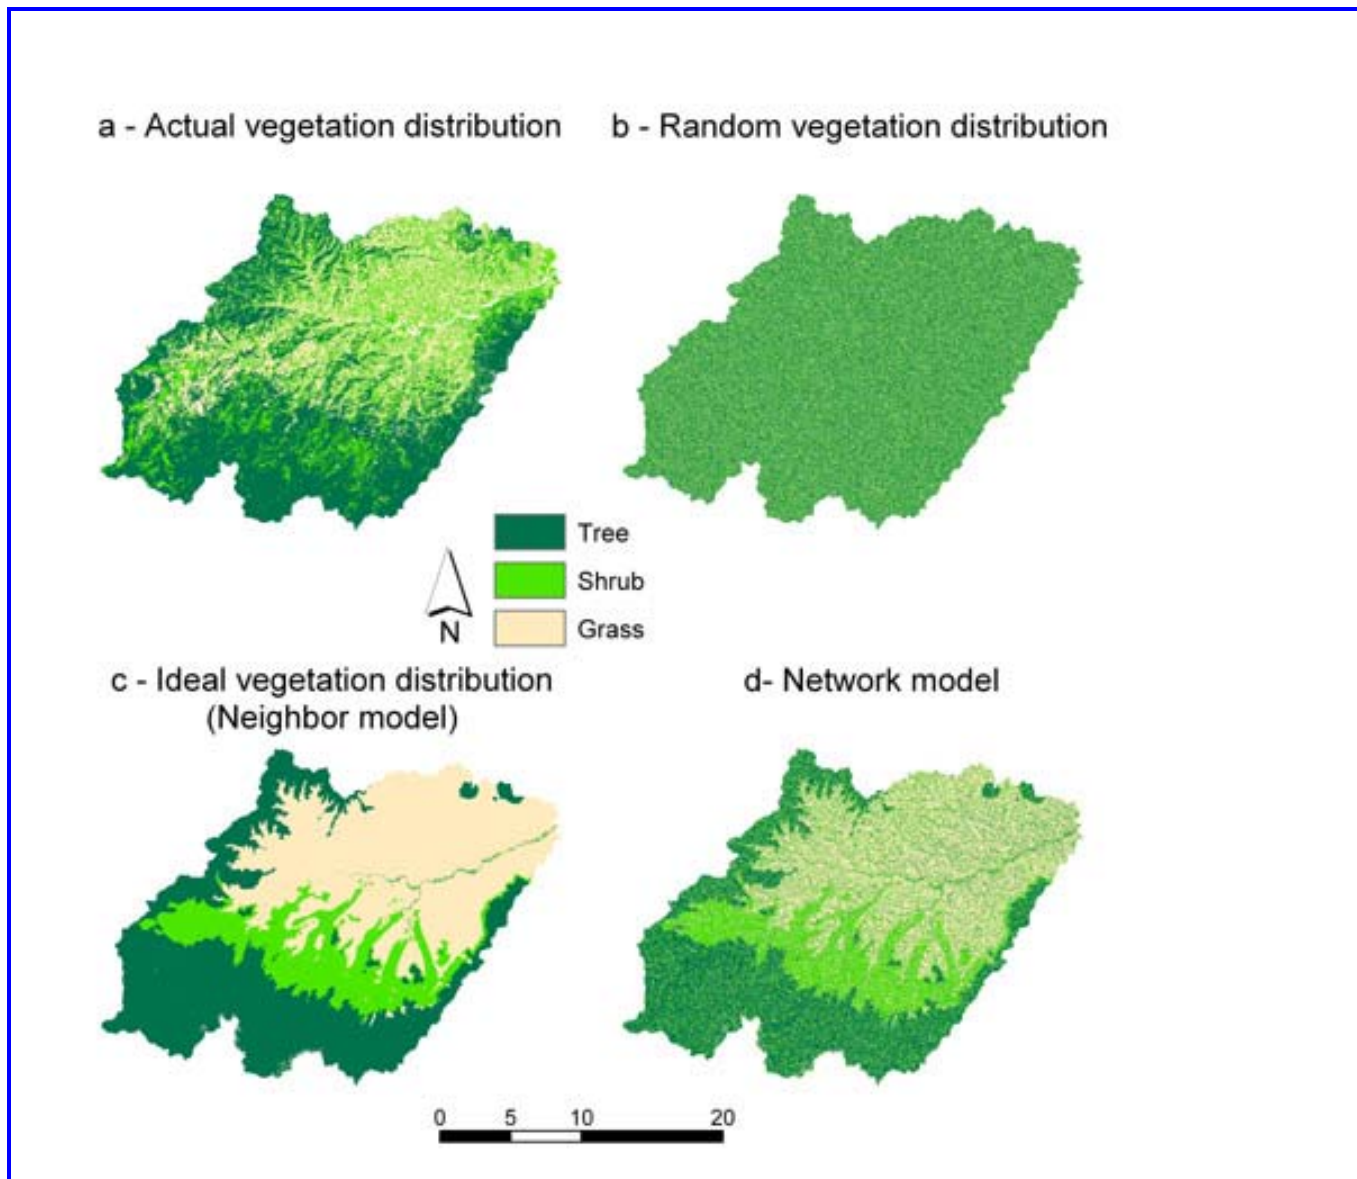 a - Actual vegetation distribution
b - Random vegetation distribution
Tree
Shrub
Grass
N
c - Ideal vegetation distribution
(Neighbor model)
d- Network model
0 5 10 20